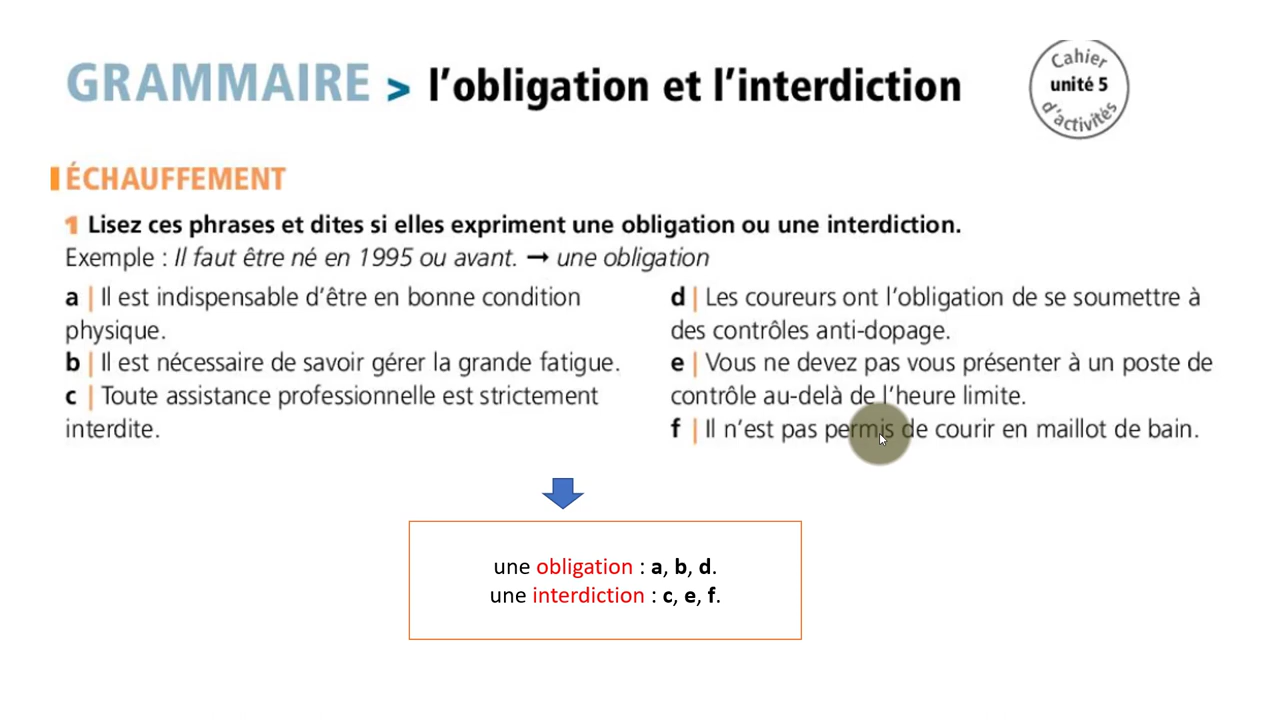 GRAMMAIRE > l'obligation et l'interdiction
Cahier
unité 5
d'activités
ÉCHAUFFEMENT
1 Lisez ces phrases et dites si elles expriment une obligation ou une interdiction.
Exemple : Il faut être né en 1995 ou avant. → une obligation
a | Il est indispensable d'être en bonne condition
physique.
b | Il est nécessaire de savoir gérer la grande fatigue.
c | Toute assistance professionnelle est strictement
interdite.
d | Les coureurs ont l'obligation de se soumettre à
des contrôles anti-dopage.
e | Vous ne devez pas vous présenter à un poste de
contrôle au-delà de l'heure limite.
f | Il n'est pas permis de courir en maillot de bain.
une obligation : a, b, d.
une interdiction : c, e, f.